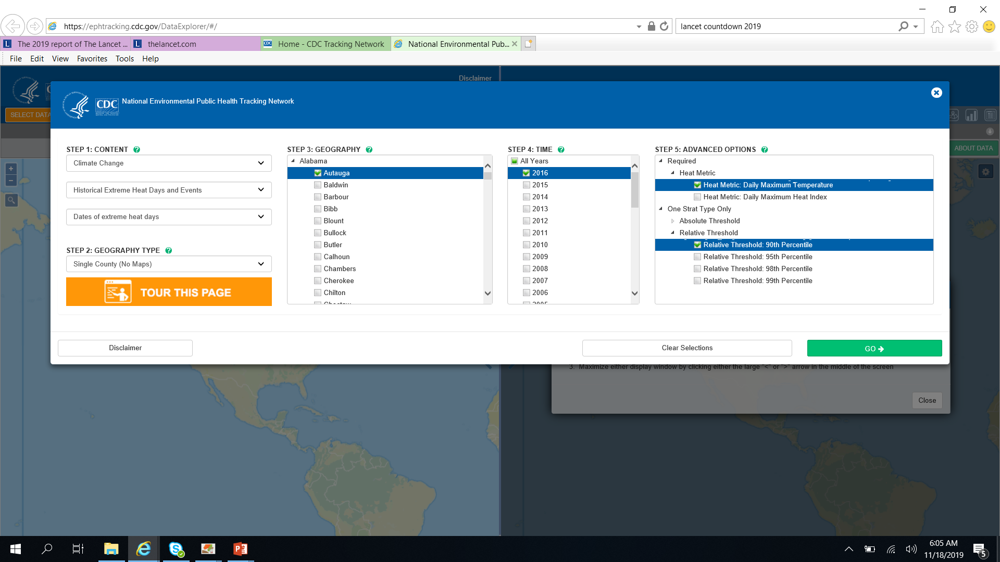 https://ephtracking.cdc.gov/DataExplorer/#/
lancet countdown 2019
The 2019 report of The Lancet ...
thelancet.com
Home - CDC Tracking Network
National Environmental Pub...
File Edit View Favorites Tools Help
Disclaimer
CDC
National Environmental Public Health Tracking Network
SELECT DATA
ABOUT DATA
STEP 1: CONTENT
Climate Change
Historical Extreme Heat Days and Events
Dates of extreme heat days
STEP 2: GEOGRAPHY TYPE
Single County (No Maps)
TOUR THIS PAGE
STEP 3: GEOGRAPHY
Alabama
Autauga
Baldwin
Barbour
Bibb
Blount
Bullock
Butler
Calhoun
Chambers
Cherokee
Chilton
STEP 4: TIME
All Years
2016
2015
2014
2013
2012
2011
2010
2009
2008
2007
2006
STEP 5: ADVANCED OPTIONS
Required
Heat Metric
Heat Metric: Daily Maximum Temperature
Heat Metric: Daily Maximum Heat Index
One Strat Type Only
Absolute Threshold
Relative Threshold
Relative Threshold: 90th Percentile
Relative Threshold: 95th Percentile
Relative Threshold: 98th Percentile
Relative Threshold: 99th Percentile
Disclaimer
Clear Selections
GO
3. Maximize either display window by clicking either the large "<" or ">" arrow in the middle of the screen
Close
6:05 AM
11/18/2019
5